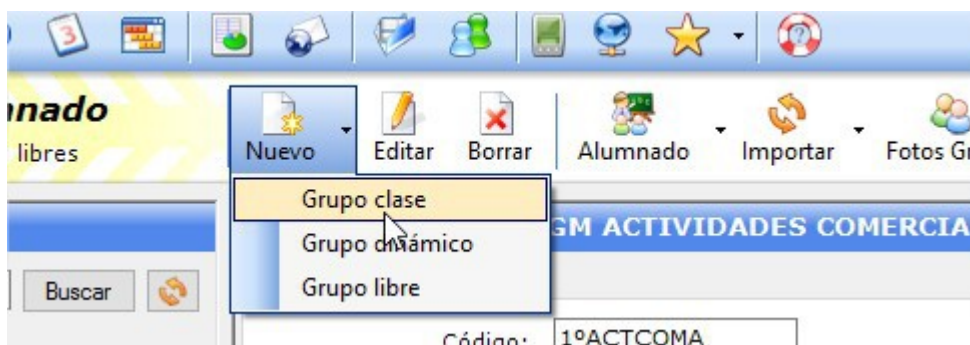 nado
libres
Nuevo Editar Borrar Alumnado Importar Fotos
Grupo clase
Grupo dinámico
Grupo libre
GM ACTIVIDADES COMERCIA
Buscar
Código: 1ºACTCOMA